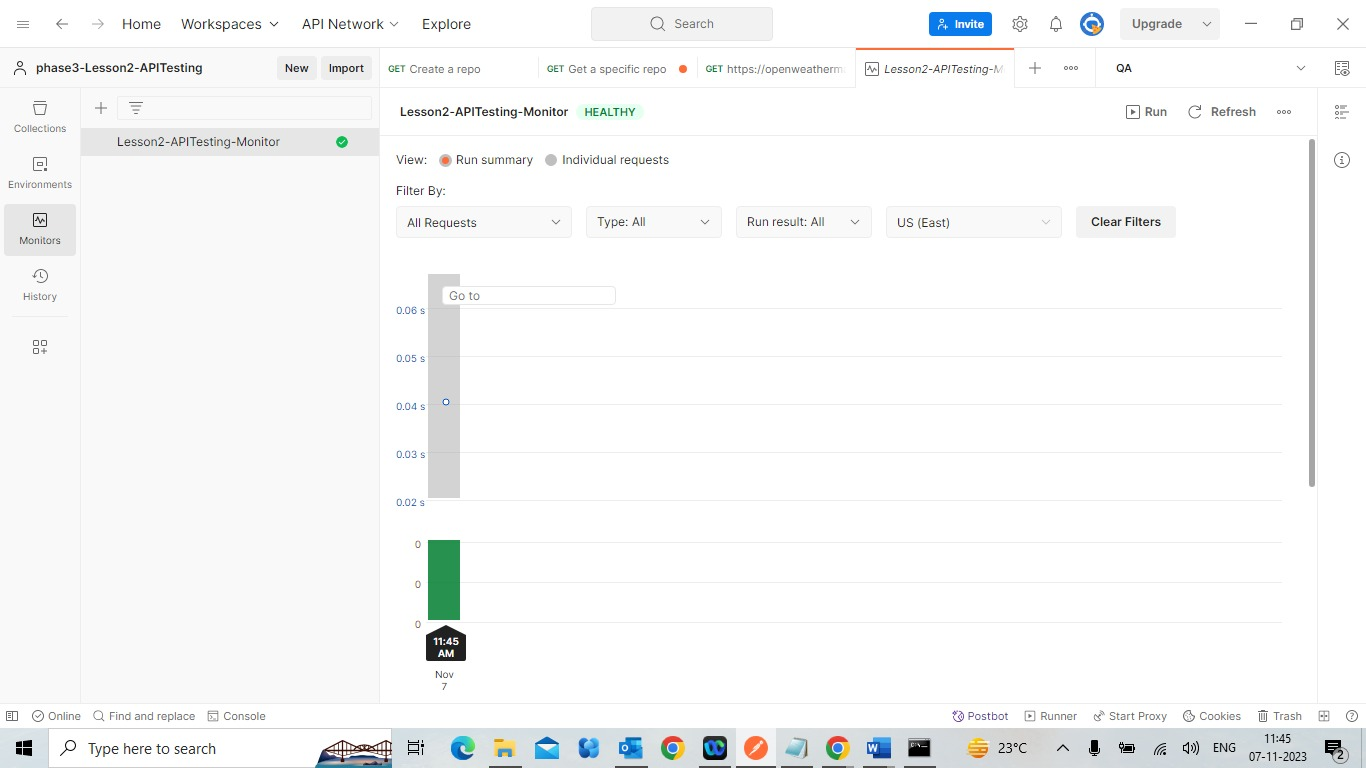 Home Workspaces API Network Explore Search Invite Upgrade
phase3-Lesson2-APITesting New Import GET Create a repo GET Get a specific repo GET https://openweatherm Lesson2-APITesting-M QA
Collections
Environments
Monitors
History
Lesson2-APITesting-Monitor
Lesson2-APITesting-Monitor HEALTHY Run Refresh
View: Run summary Individual requests
Filter By:
All Requests Type: All Run result: All US (East) Clear Filters
Go to
0.06 s
0.05 s
0.04 s
0.03 s
0.02 s
0
0
0
11:45
AM
Nov
7
Online Find and replace Console Postbot Runner Start Proxy Cookies Trash
Type here to search 23°C ENG 11:45
07-11-2023 2